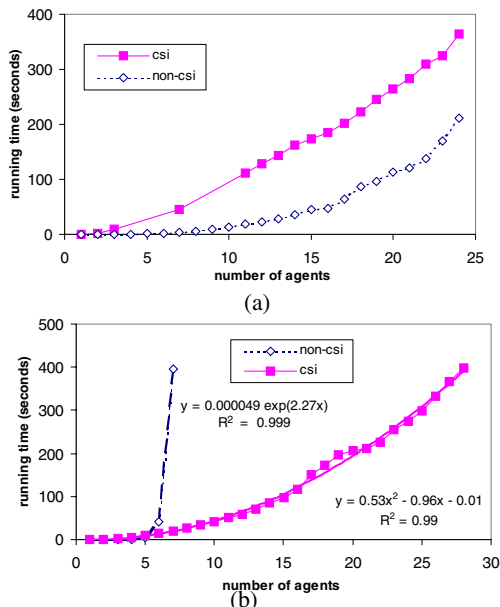 (a)
400
300
200
100
0
running time (seconds)
csi
non-csi
0 5 10 15 20 25
number of agents
(a)
500
400
300
200
100
0
running time (seconds)
non-csi
csi
y = 0.000049 exp(2.27x)
R² = 0.999
y = 0.53x² - 0.96x - 0.01
R² = 0.99
0 5 10 15 20 25 30
number of agents
(b)